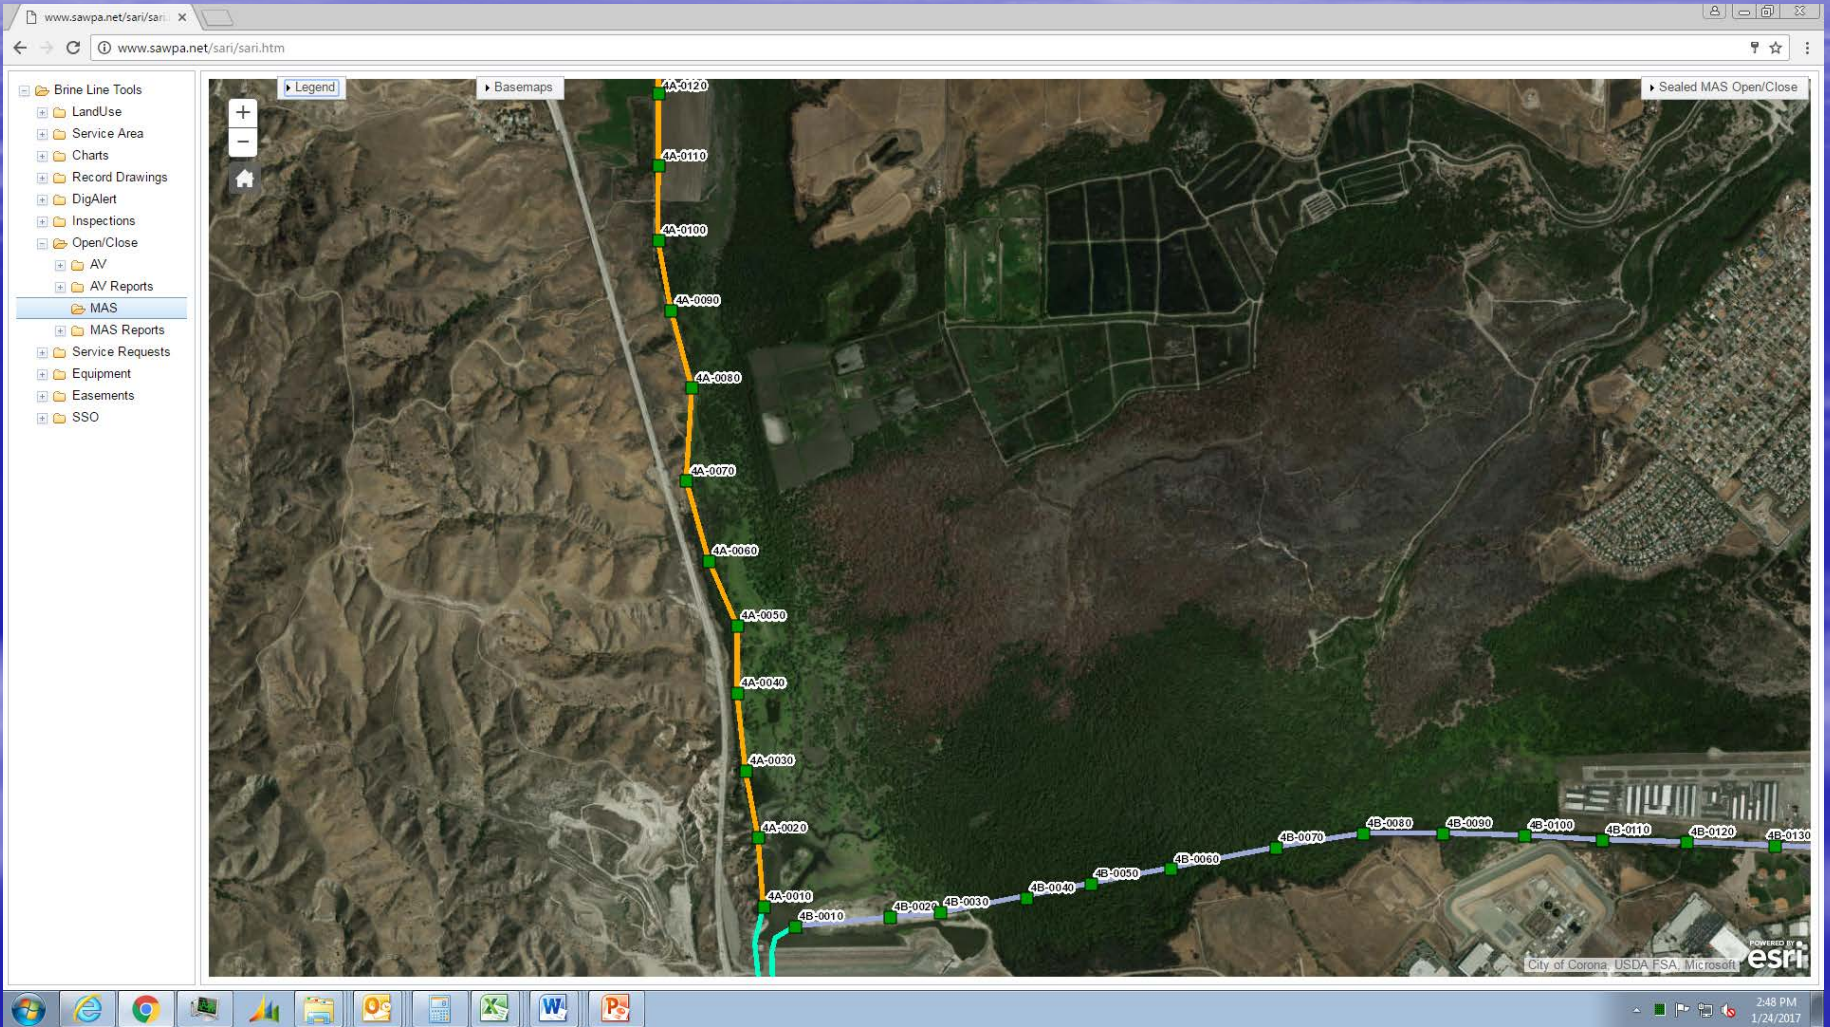 www.sawpa.net/sari/sari.
www.sawpa.net/sari/sari.htm
Brine Line Tools
LandUse
Service Area
Charts
Record Drawings
DigAlert
Inspections
Open/Close
AV
AV Reports
MAS
MAS Reports
Service Requests
Equipment
Easements
SSO
Legend
Basemaps
Sealed MAS Open/Close
4A-0120
4A-0110
4A-0100
4A-0090
4A-0080
4A-0070
4A-0060
4A-0050
4A-0040
4A-0030
4A-0020
4A-0010
4B-0010
4B-0020
4B-0030
4B-0040
4B-0050
4B-0060
4B-0070
4B-0080
4B-0090
4B-0100
4B-0110
4B-0120
4B-0130
POWERED BY
esri
City of Corona, USDA FSA, Microsoft
2:48 PM
1/24/2017